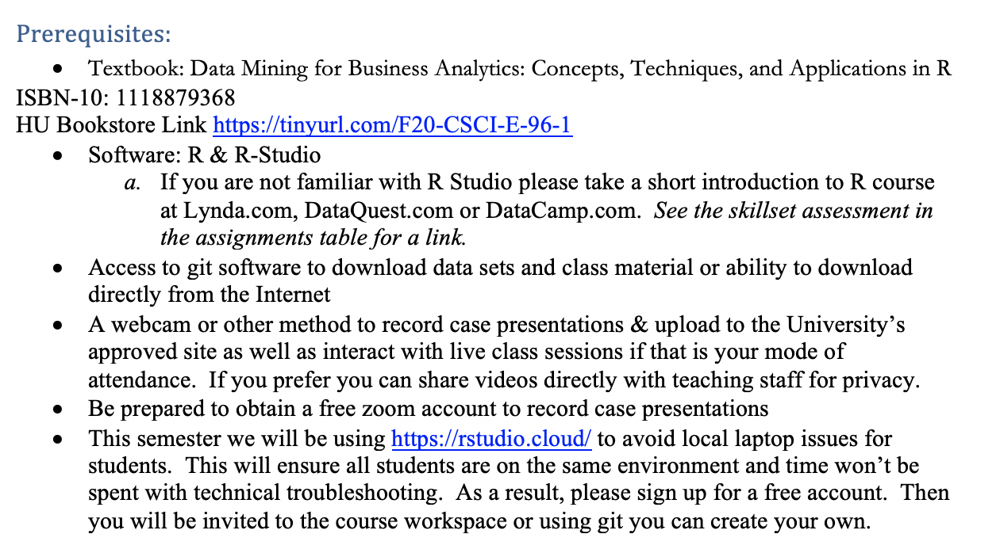 Prerequisites:
• Textbook: Data Mining for Business Analytics: Concepts, Techniques, and Applications in R
ISBN-10: 1118879368
HU Bookstore Link https://tinyurl.com/F20-CSCI-E-96-1
• Software: R & R-Studio
a. If you are not familiar with R Studio please take a short introduction to R course
at Lynda.com, DataQuest.com or DataCamp.com.  See the skillset assessment in
the assignments table for a link.
• Access to git software to download data sets and class material or ability to download
directly from the Internet
• A webcam or other method to record case presentations & upload to the University’s
approved site as well as interact with live class sessions if that is your mode of
attendance.  If you prefer you can share videos directly with teaching staff for privacy.
• Be prepared to obtain a free zoom account to record case presentations
• This semester we will be using https://rstudio.cloud/ to avoid local laptop issues for
students.  This will ensure all students are on the same environment and time won’t be
spent with technical troubleshooting.  As a result, please sign up for a free account.  Then
you will be invited to the course workspace or using git you can create your own.